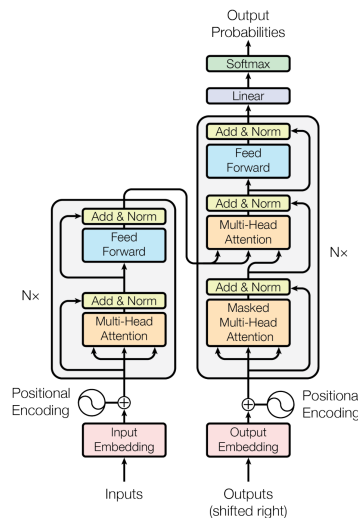 Output
Probabilities
Softmax
Linear
Add & Norm
Feed
Forward
Add & Norm
Multi-Head
Attention
Add & Norm
Masked
Multi-Head
Attention
N×
Add & Norm
Feed
Forward
Add & Norm
Multi-Head
Attention
N×
Positional
Encoding
Positional
Encoding
Input
Embedding
Output
Embedding
Inputs
Outputs
(shifted right)